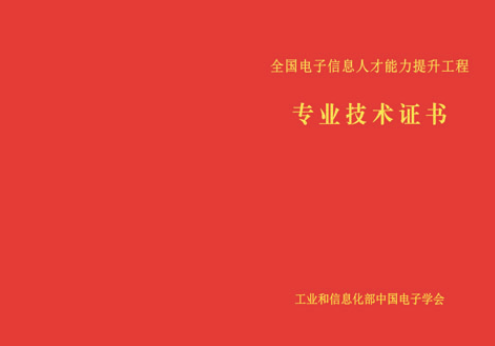 全国电子信息人才能力提升工程
专业技术证书
工业和信息化部中国电子学会